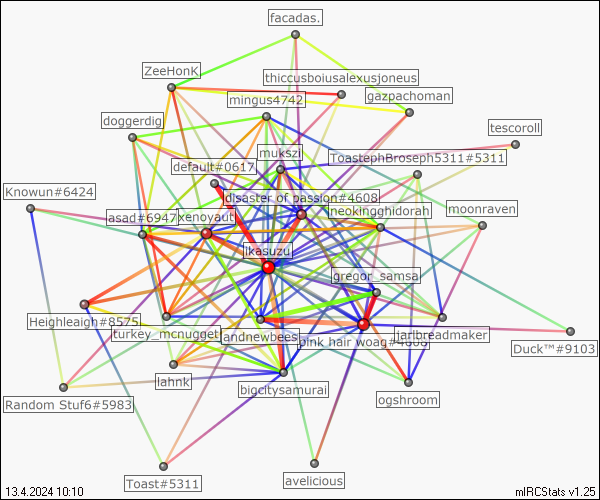 facadas.
ZeeHonK
thiccusboiusalexusjoneus
mingus4742
gazpachoman
doggerdig
tescoroll
mukszi
ToastephBroseph5311#5311
default#0617
Knowun#6424
disaster of passion#4608
asad#6947
xenoyaut
neokingghidorah
moonraven
ikasuzu
gregor_samsa
Heighleaigh#8575
turkey_mcnugget
landnewbees
pink hair woag#4608
jarlbreadmaker
Duck™#9103
lahnk
bigcitysamurai
Random Stuf6#5983
ogshroom
Toast#5311
avelicious
13.4.2024 10:10
mIRCStats v1.25